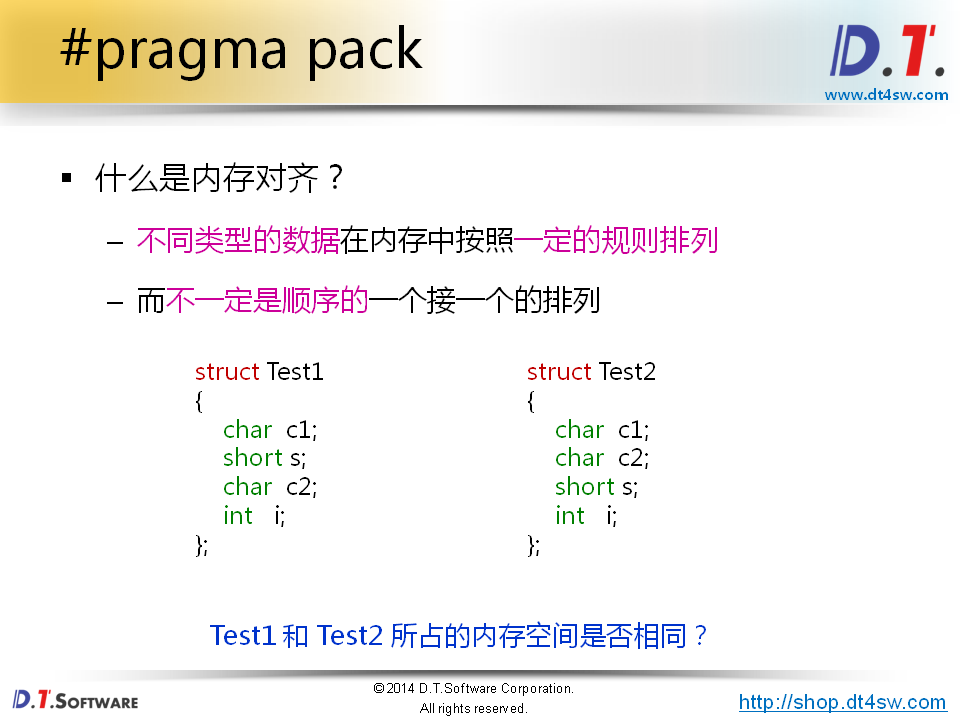 #pragma pack
D.T.
www.dt4sw.com
▪ 什么是内存对齐？
– 不同类型的数据在内存中按照一定的规则排列
– 而不一定是顺序的一个接一个的排列
struct Test1
{
char c1;
short s;
char c2;
int i;
};
struct Test2
{
char c1;
char c2;
short s;
int i;
};
Test1 和 Test2 所占的内存空间是否相同？
D.T.SOFTWARE
©2014 D.T.Software Corporation.
All rights reserved.
http://shop.dt4sw.com